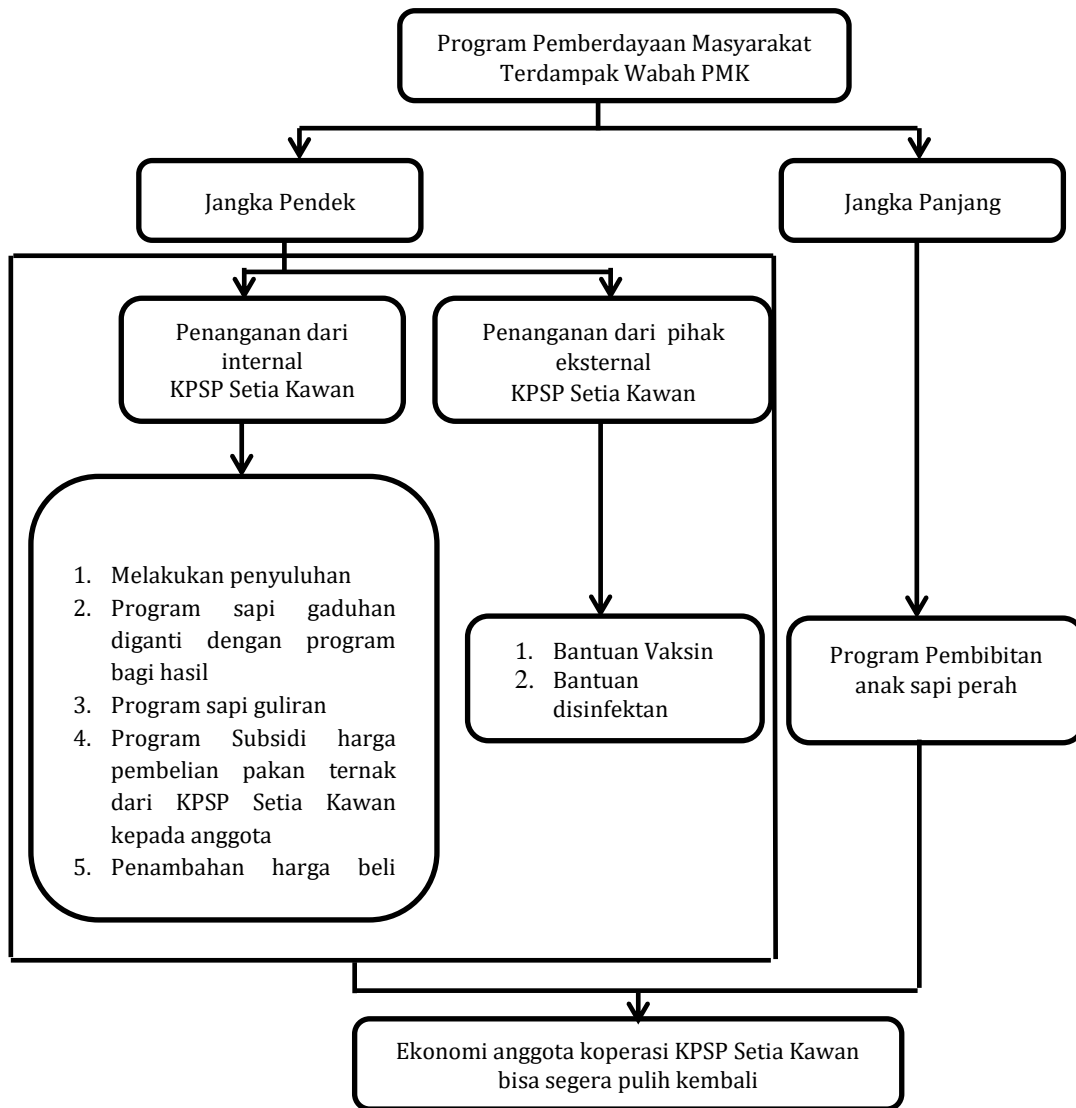 Program Pemberdayaan Masyarakat
Terdampak Wabah PMK
Jangka Pendek
Jangka Panjang
Penanganan dari
internal
KPSP Setia Kawan
Penanganan dari pihak
eksternal
KPSP Setia Kawan
1. Melakukan penyuluhan
2. Program sapi gaduhan
diganti dengan program
bagi hasil
3. Program sapi guliran
4. Program Subsidi harga
pembelian pakan ternak
dari KPSP Setia Kawan
kepada anggota
5. Penambahan harga beli
1. Bantuan Vaksin
2. Bantuan
disinfektan
Program Pembibitan
anak sapi perah
Ekonomi anggota koperasi KPSP Setia Kawan
bisa segera pulih kembali